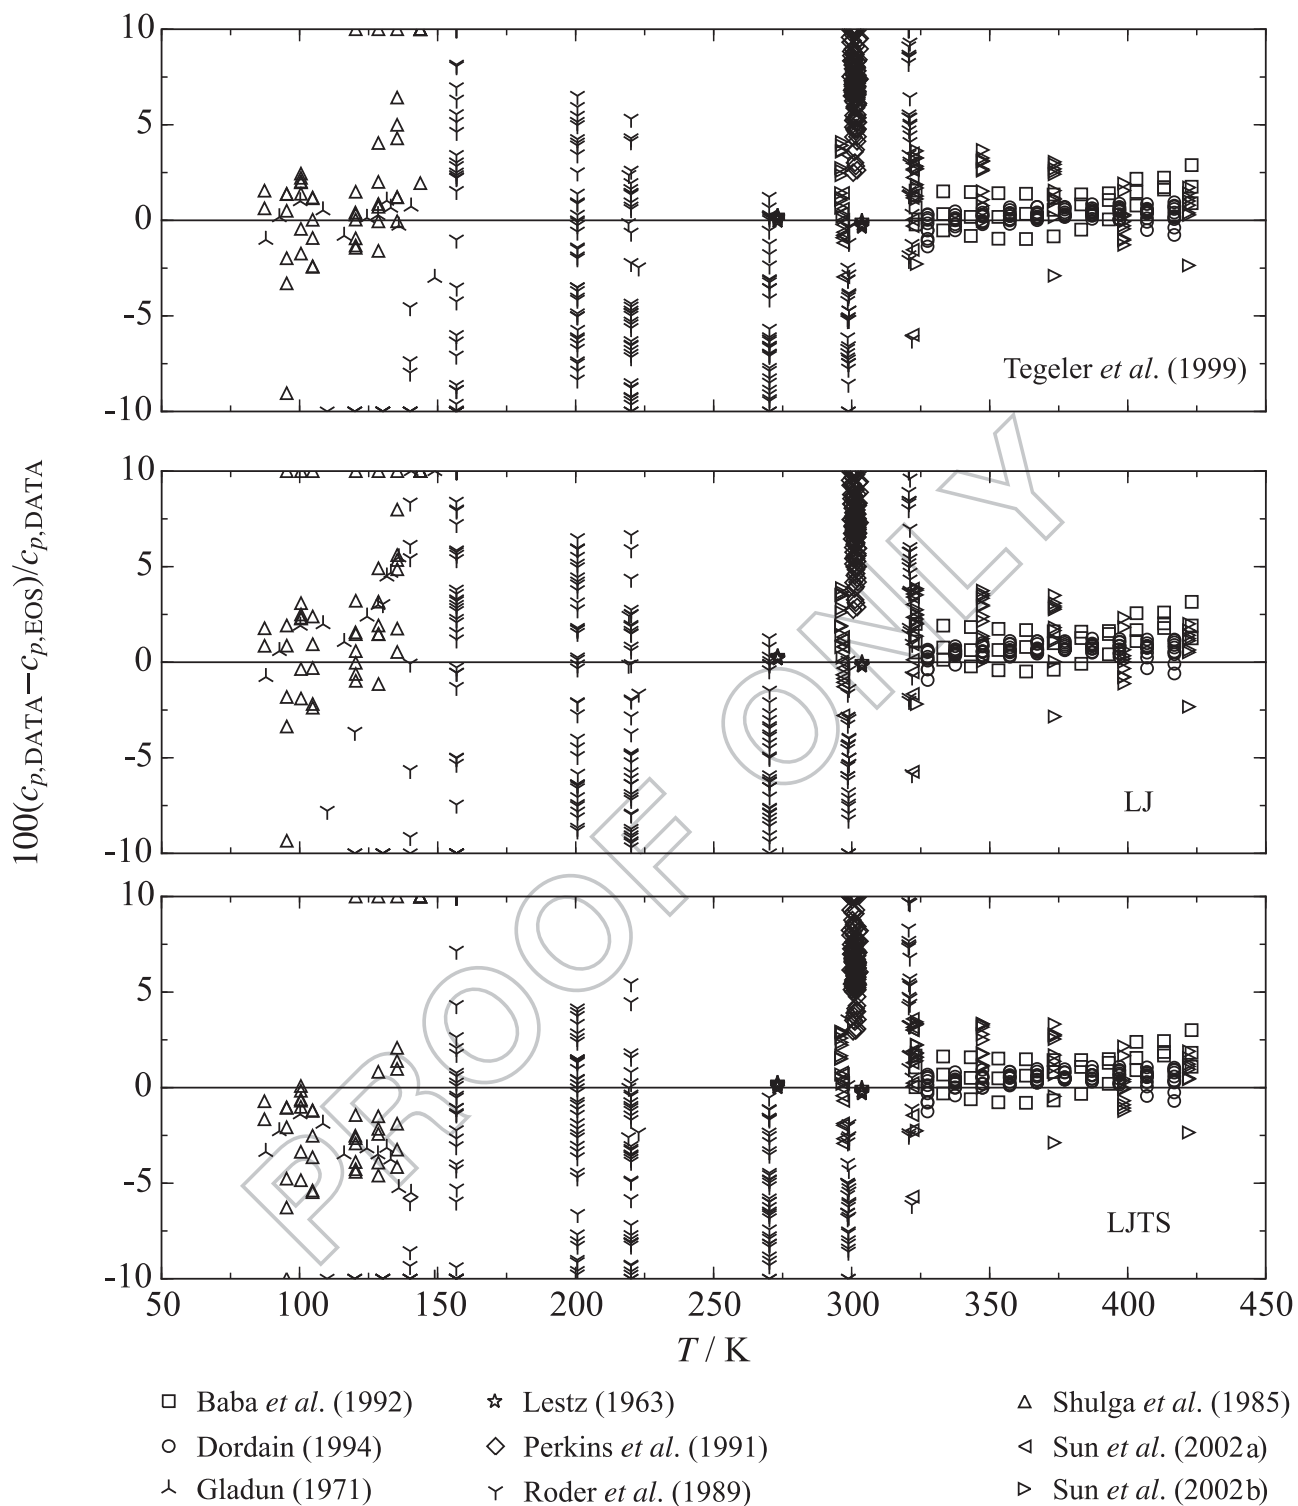 10
5
0
-5
-10
Tegeler et al. (1999)
100(cp,DATA−cp,EOS)/cp,DATA
10
5
0
-5
-10
LJ
10
5
0
-5
-10
LJTS
50 100 150 200 250 300 350 400 450
T / K
PROOF ONLY
Baba et al. (1992) Lestz (1963) Shulga et al. (1985)
Dordain (1994) Perkins et al. (1991) Sun et al. (2002a)
Gladun (1971) Roder et al. (1989) Sun et al. (2002b)